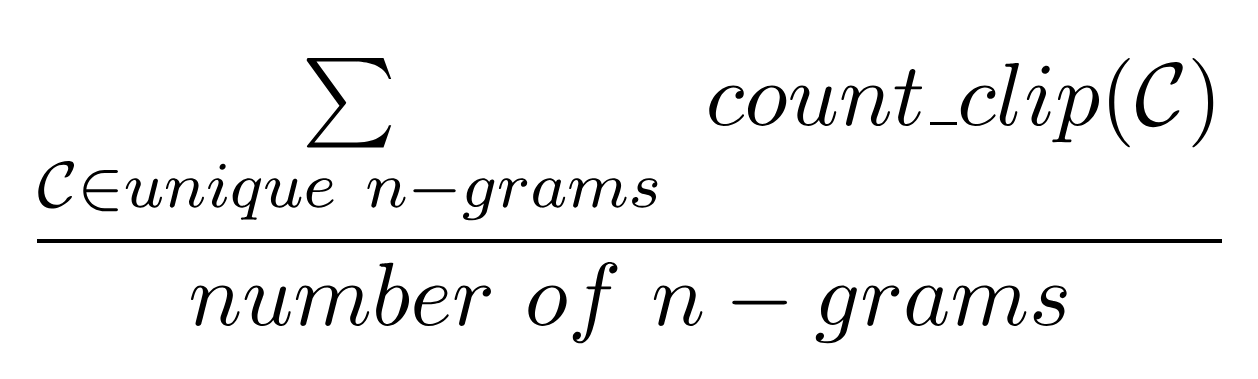 ∑ count_clip(𝒞)
𝒞∈unique n−grams
number of n − grams